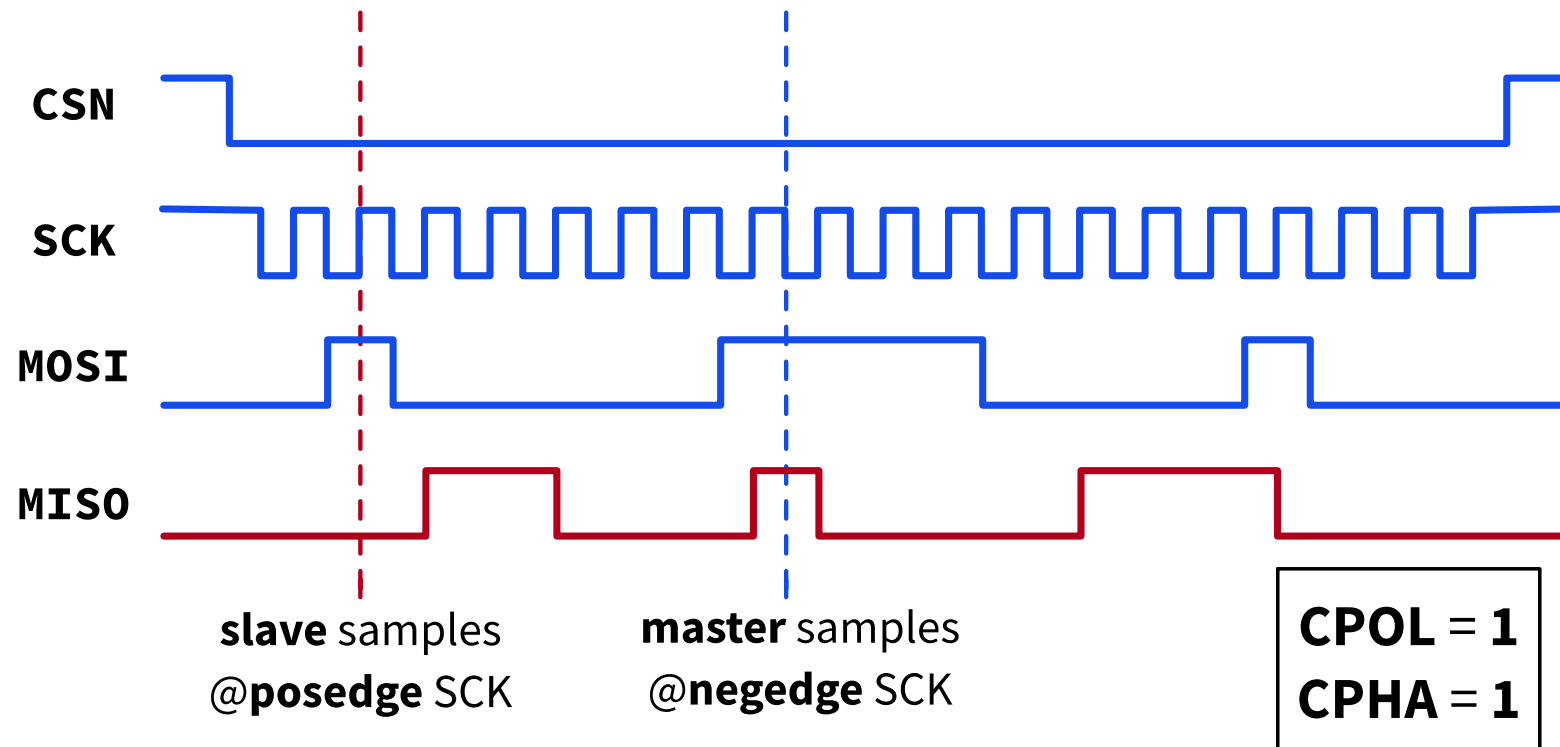 CSN
SCK
MOSI
MISO
slave samples
@posedge SCK
master samples
@negedge SCK
CPOL = 1
CPHA = 1